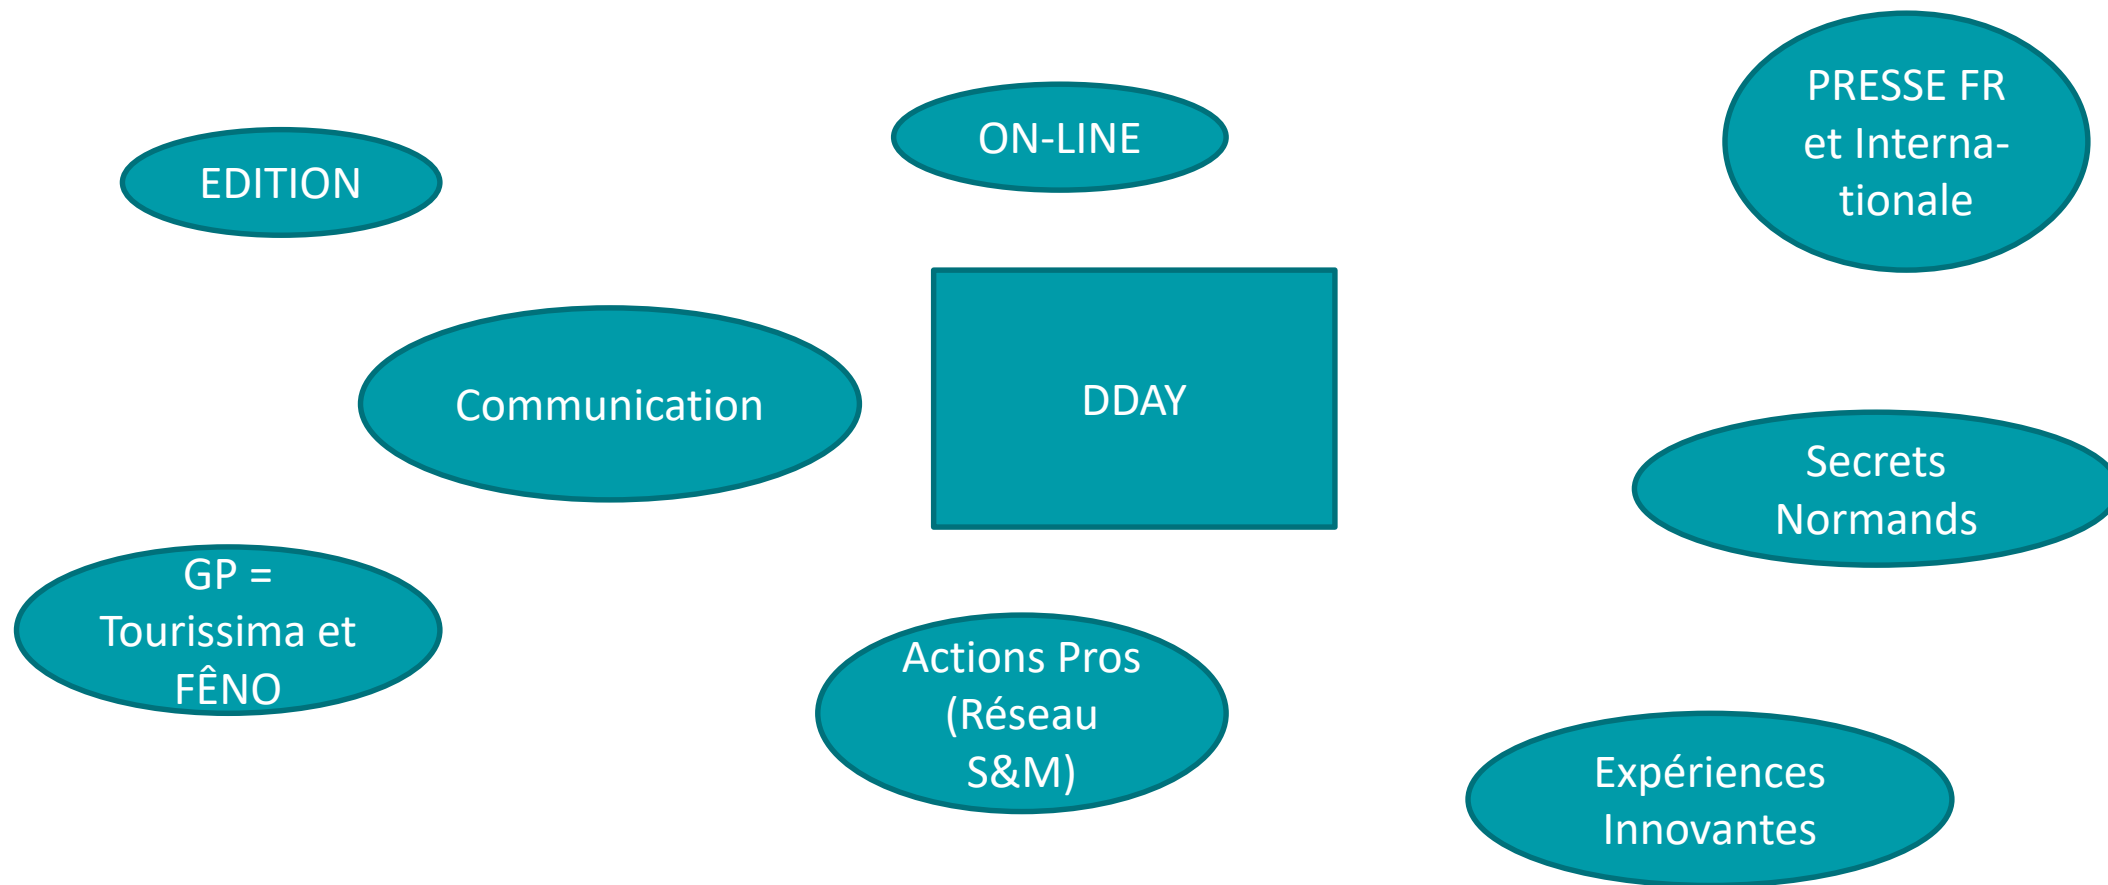 PRESSE FR
et Interna-
tionale
ON-LINE
EDITION
DDAY
Communication
Secrets
Normands
GP =
Tourissima et
FÊNO
Actions Pros
(Réseau
S&M)
Expériences
Innovantes